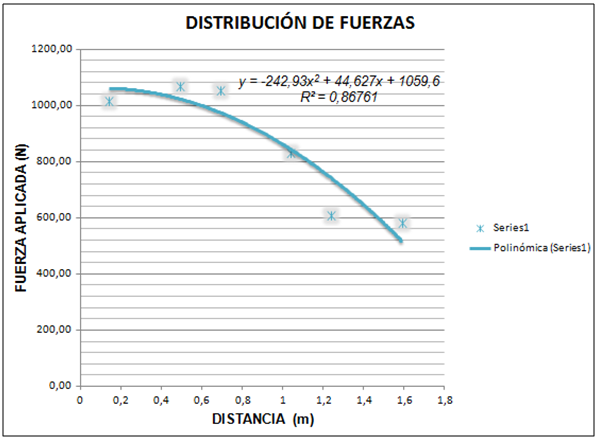 DISTRIBUCIÓN DE FUERZAS
1200,00
1000,00
800,00
600,00
400,00
200,00
0,00
FUERZA APLICADA (N)
y = -242,93x² + 44,627x + 1059,6
R² = 0,86761
Series1
Polinómica (Series1)
0 0,2 0,4 0,6 0,8 1 1,2 1,4 1,6 1,8
DISTANCIA (m)